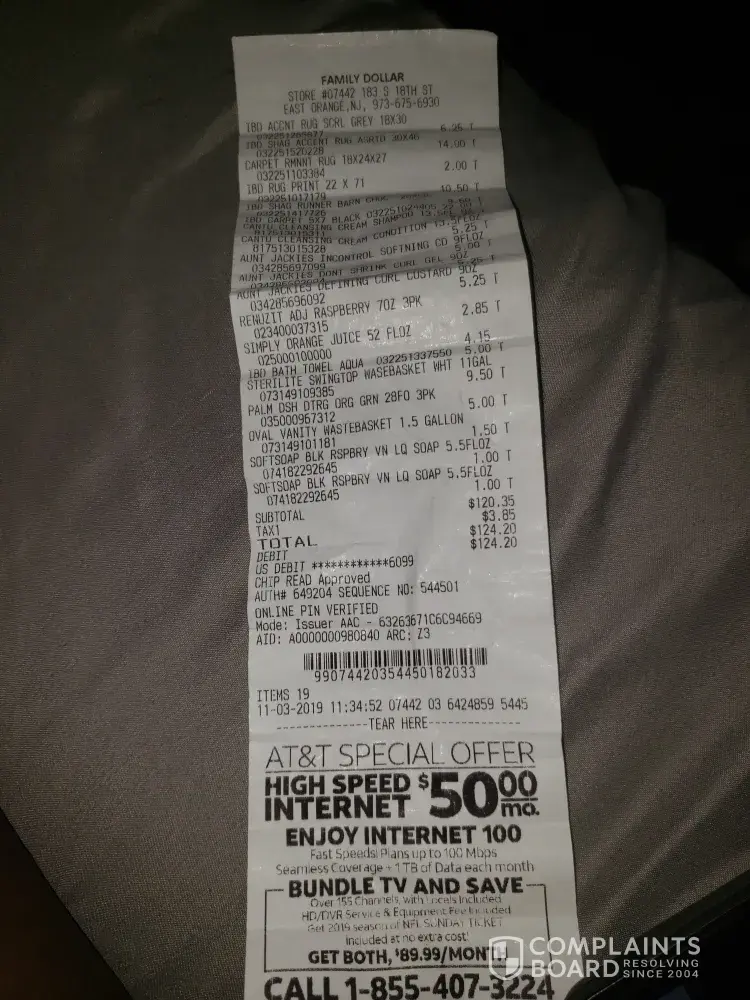 FAMILY DOLLAR
STORE #07442 183 S 18TH ST
EAST ORANGE,NJ, 973-675-6930
IBD ACCNT RUG SCRL GREY 18X30
6.25 T
IBD SHAG ACCENT RUG ASRTD 30X46
032251520228 14.00 T
CARPET RMNNT RUG 18X24X27
032251103384 2.00 T
IBD RUG PRINT 22 X 71
032251017179 10.50 T
IBD SHAG RUNNER BARN
032251417726
IBD CARPET 5X7 BLACK
CANTU CLEANSING CREAM SHAMPOO
817513015311
CANTU CLEANSING CREAM CONDITION 13.5FLOZ
817513015328 5.25 T
AUNT JACKIES INCONTROL SOFTNING CD 9FLOZ
034285697099 5.00 T
AUNT JACKIES DONT SHRINK CURL GEL 9OZ
5.25 T
AUNT JACKIES DEFINING CURL CUSTARD 9OZ
034285696092 5.25 T
RENUZIT ADJ RASPBERRY 7OZ 3PK
023400037315 2.85 T
SIMPLY ORANGE JUICE 52 FLOZ
025000100000 4.15
IBD BATH TOWEL AQUA 032251337550 5.00 T
STERILITE SWINGTOP WASEBASKET WHT 11GAL
073149109385 9.50 T
PALM DSH DTRG ORG GRN 28FO 3PK
035000967312 5.00 T
OVAL VANITY WASTEBASKET 1.5 GALLON
073149101181 1.50 T
SOFTSOAP BLK RSPBRY VN LQ SOAP 5.5FLOZ
074182292645 1.00 T
SOFTSOAP BLK RSPBRY VN LQ SOAP 5.5FLOZ
074182292645 1.00 T
SUBTOTAL $120.35
TAX1 $3.85
TOTAL $124.20
DEBIT $124.20
US DEBIT ************6099
CHIP READ Approved
AUTH# 649204 SEQUENCE NO: 544501
ONLINE PIN VERIFIED
Mode: Issuer AAC - 63263671C6C94669
AID: A0000000980840 ARC: Z3
99074420354450182033
ITEMS 19
11-03-2019 11:34:52 07442 03 6424859 5445
-------------TEAR HERE-------------
AT&T SPECIAL OFFER
HIGH SPEED INTERNET $50.00 mo.
ENJOY INTERNET 100
Fast Speeds! Plans up to 100 Mbps
Seamless Coverage + 1 TB of Data each month
BUNDLE TV AND SAVE
Over 155 Channels, with Locals Included
HD/DVR Service & Equipment Fee Included
Get 2019 season of NFL SUNDAY TICKET
included at no extra cost!
GET BOTH, $89.99/MONTH
CALL 1-855-407-3224
COMPLAINTS
BOARD RESOLVING SINCE 2004